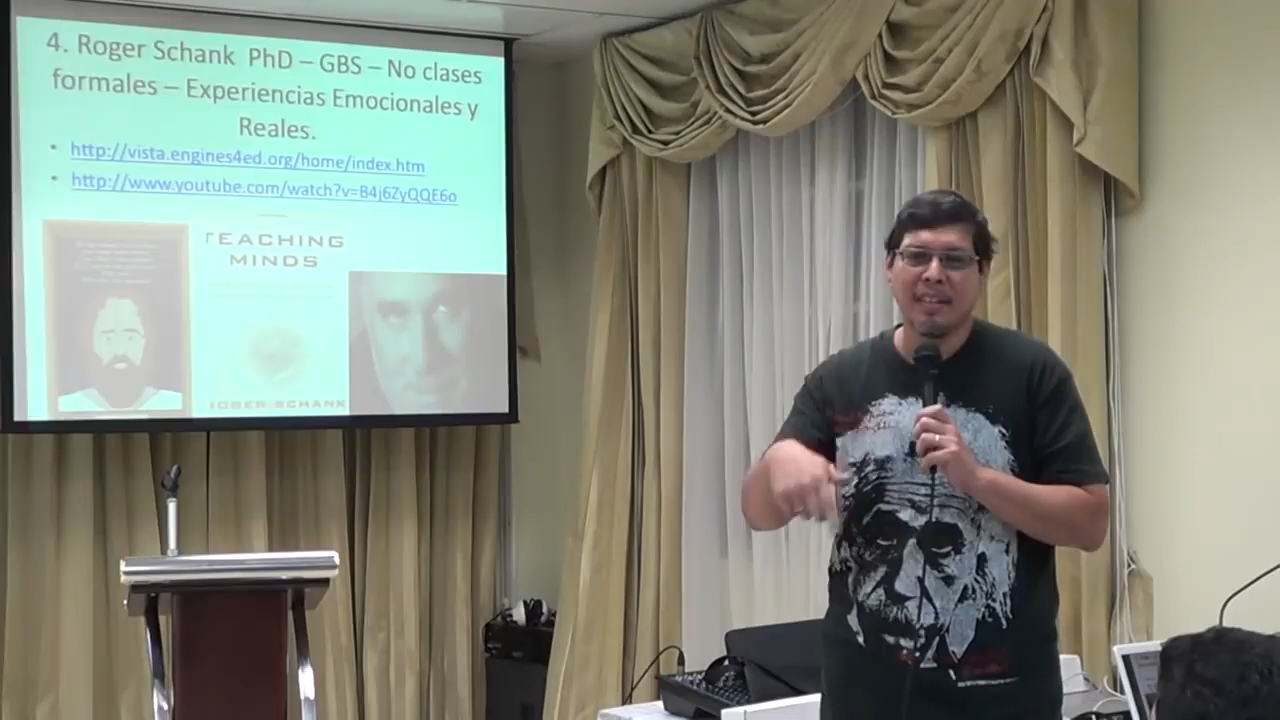 4. Roger Schank PhD – GBS – No clases
formales – Experiencias Emocionales y
Reales.
• http://vista.engines4ed.org/home/index.htm
• http://www.youtube.com/watch?v=B4j6ZyQQE6o
TEACHING
MINDS
ROGER SCHANK